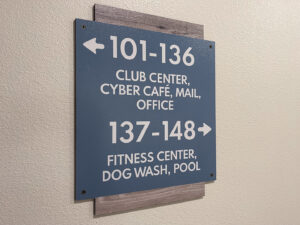 ← 101-136
CLUB CENTER,
CYBER CAFÉ, MAIL,
OFFICE
137-148 →
FITNESS CENTER,
DOG WASH, POOL